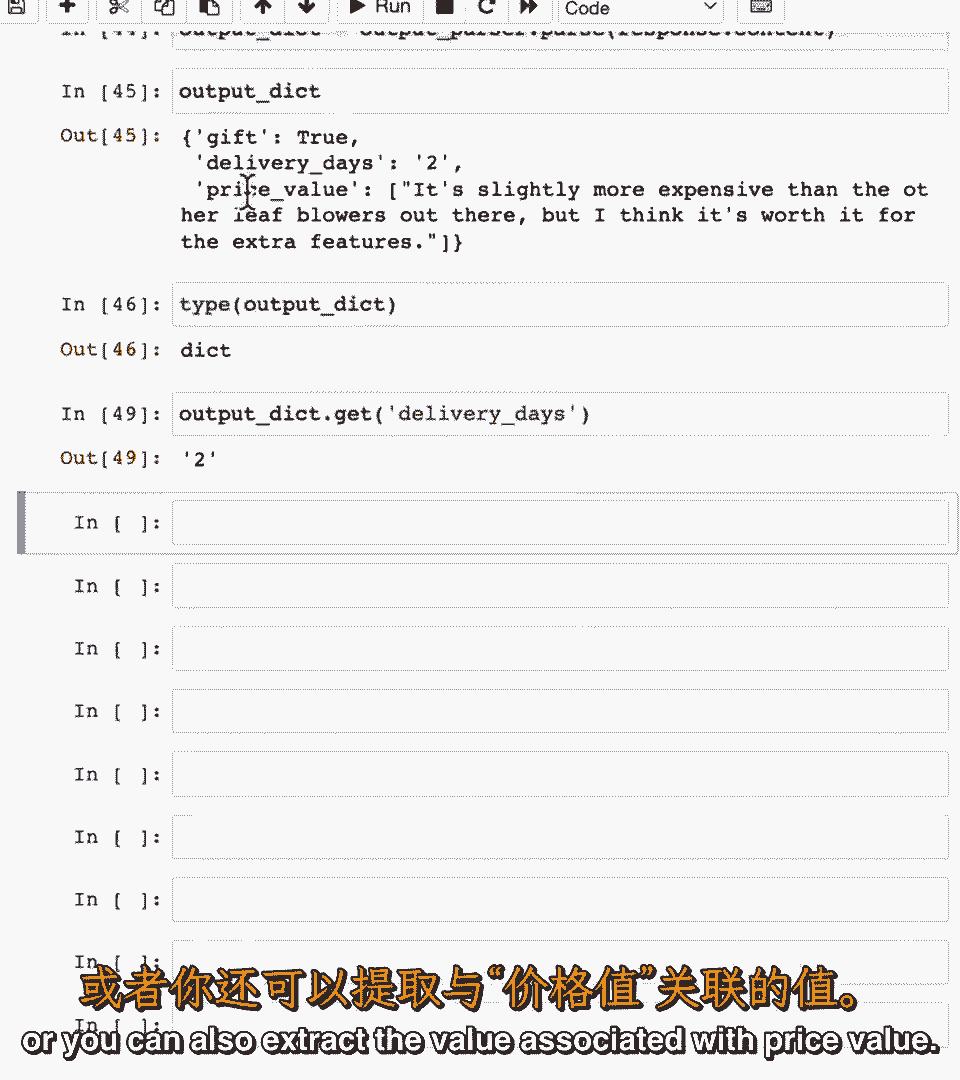 Run
Code
In [44]: output_dict = output_parser.parse(response.content)
In [45]: output_dict
Out[45]: {'gift': True,
'delivery_days': '2',
'price_value': ["It's slightly more expensive than the ot
her leaf blowers out there, but I think it's worth it for
the extra features."]}
In [46]: type(output_dict)
Out[46]: dict
In [49]: output_dict.get('delivery_days')
Out[49]: '2'
In [ ]:
In [ ]:
In [ ]:
In [ ]:
In [ ]:
In [ ]:
In [ ]:
In [ ]:
或者你还可以提取与“价格值”关联的值。
In [ ]:
or you can also extract the value associated with price value.